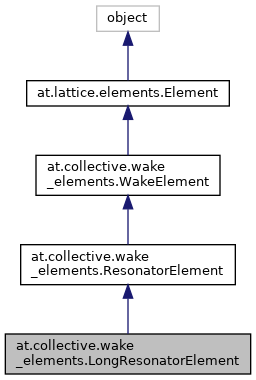 object
at.lattice.elements.Element
at.collective.wake
_elements.WakeElement
at.collective.wake
_elements.ResonatorElement
at.collective.wake
_elements.LongResonatorElement